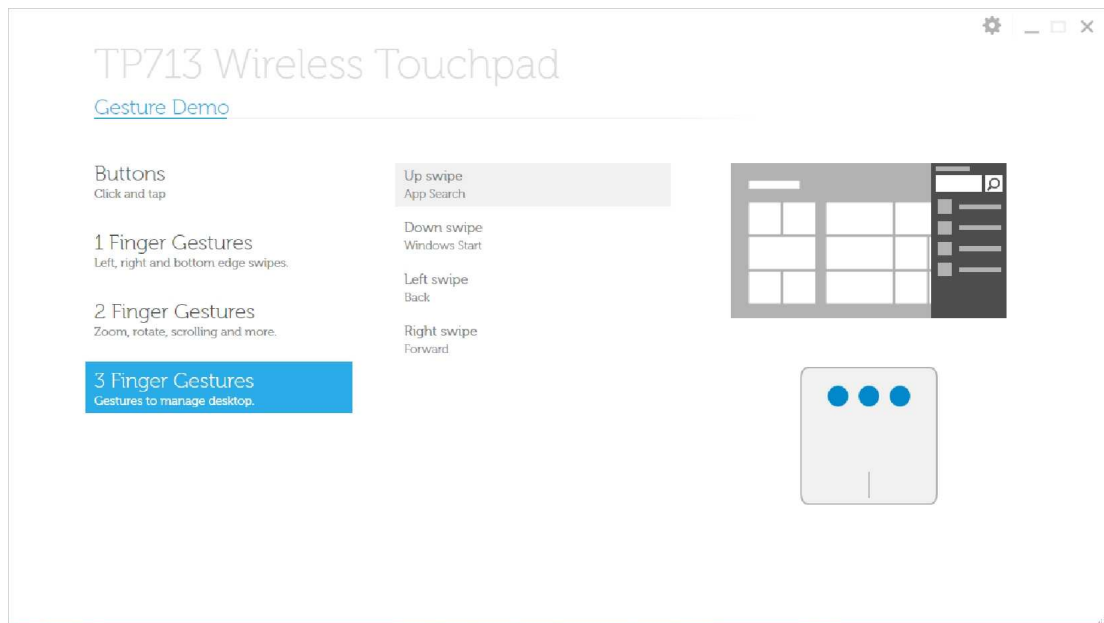 TP713 Wireless Touchpad
Gesture Demo
Buttons
Click and tap
1 Finger Gestures
Left, right and bottom edge swipes.
2 Finger Gestures
Zoom, rotate, scrolling and more.
3 Finger Gestures
Gestures to manage desktop.
Up swipe
App Search
Down swipe
Windows Start
Left swipe
Back
Right swipe
Forward